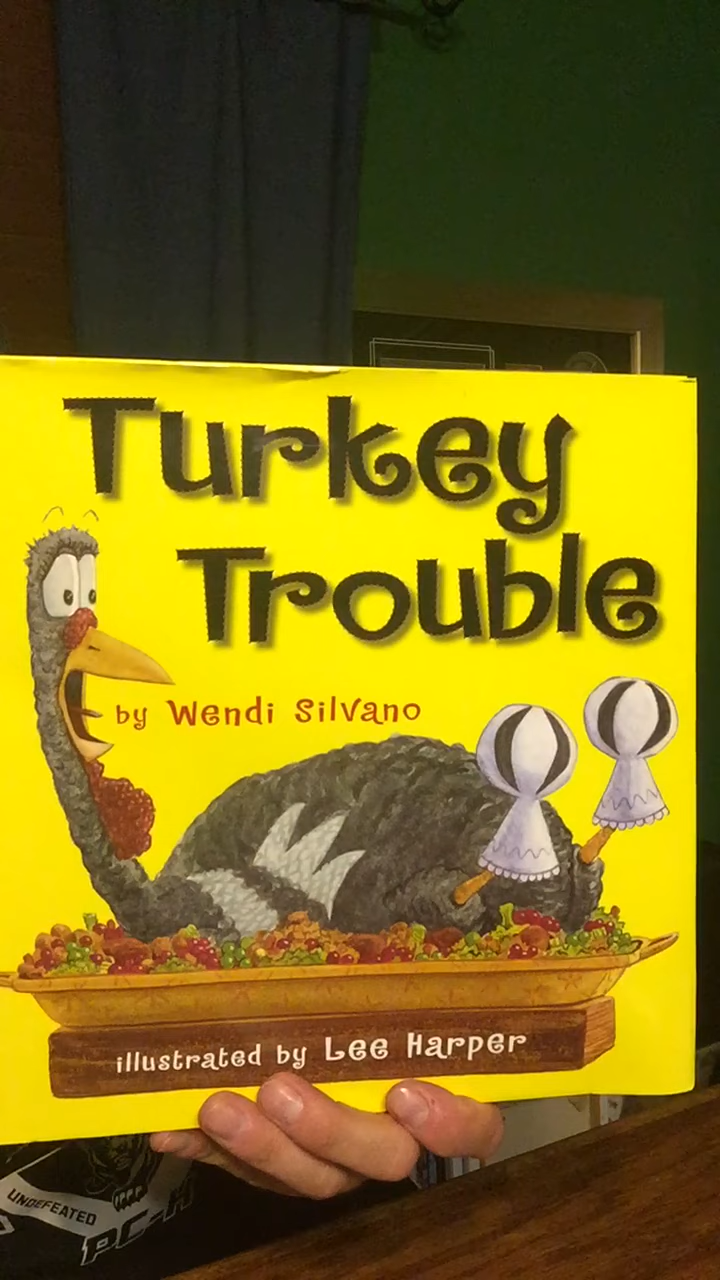 Turkey
Trouble
by Wendi Silvano
illustrated by Lee Harper
UNDEFEATED